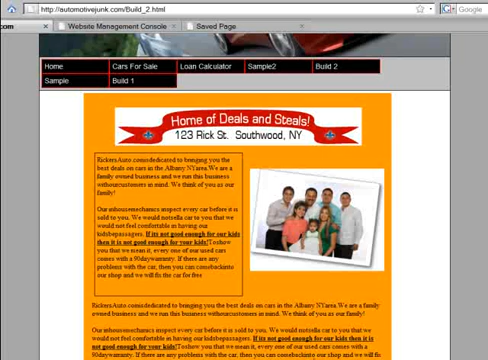 http://automotivejunk.com/Build_2.html
Google
com
Website Management Console
Saved Page
Home Cars For Sale Loan Calculator Sample2 Build 2
Sample Build 1
Home of Deals and Steals!
123 Rick St. Southwood, NY
RickersAuto.comisdedicated to bringing you the
best deals on cars in the Albany NYarea.We are a
family owned business and we run this business
withourcustomers in mind. We think of you as our
family!
Our inhousemechanics inspect every car before it is
sold to you. We would notsella car to you that we
would not feel comfortable in having our
kidsbepassagers. If its not good enough for our kids
then it is not good enough for your kids!Toshow
you that we mean it, every one of our used cars
comes with a 90daywarranty. If there are any
problems with the car, then you can comebackinto
our shop and we will fix the car for free
RickersAuto.comisdedicated to bringing you the best deals on cars in the Albany NYarea.We are a
family owned business and we run this business withourcustomers in mind. We think of you as our family!
Our inhousemechanics inspect every car before it is sold to you. We would notsella car to you that we
would not feel comfortable in having our kidsbepassagers. If its not good enough for our kids then it is
not good enough for your kids!Toshow you that we mean it, every one of our used cars comes with a
90daywarranty. If there are any problems with the car, then you can comebackinto our shop and we will fix